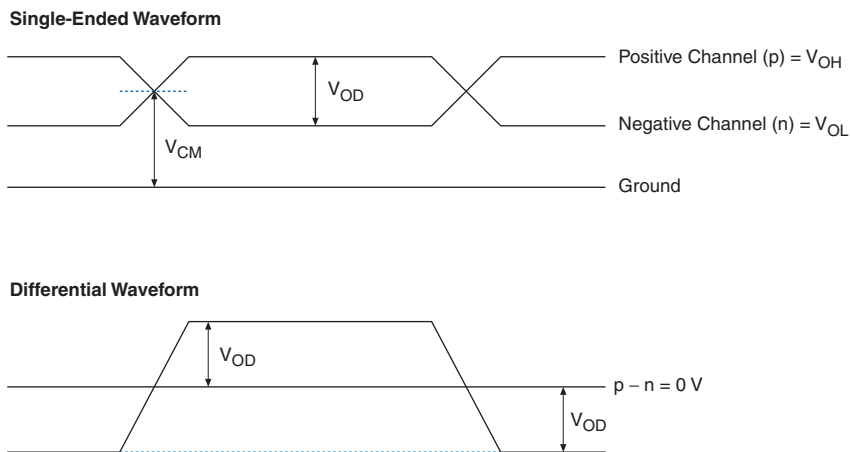 Single-Ended Waveform
Positive Channel (p) = VOH
VOD
Negative Channel (n) = VOL
VCM
Ground
Differential Waveform
VOD
p − n = 0 V
VOD